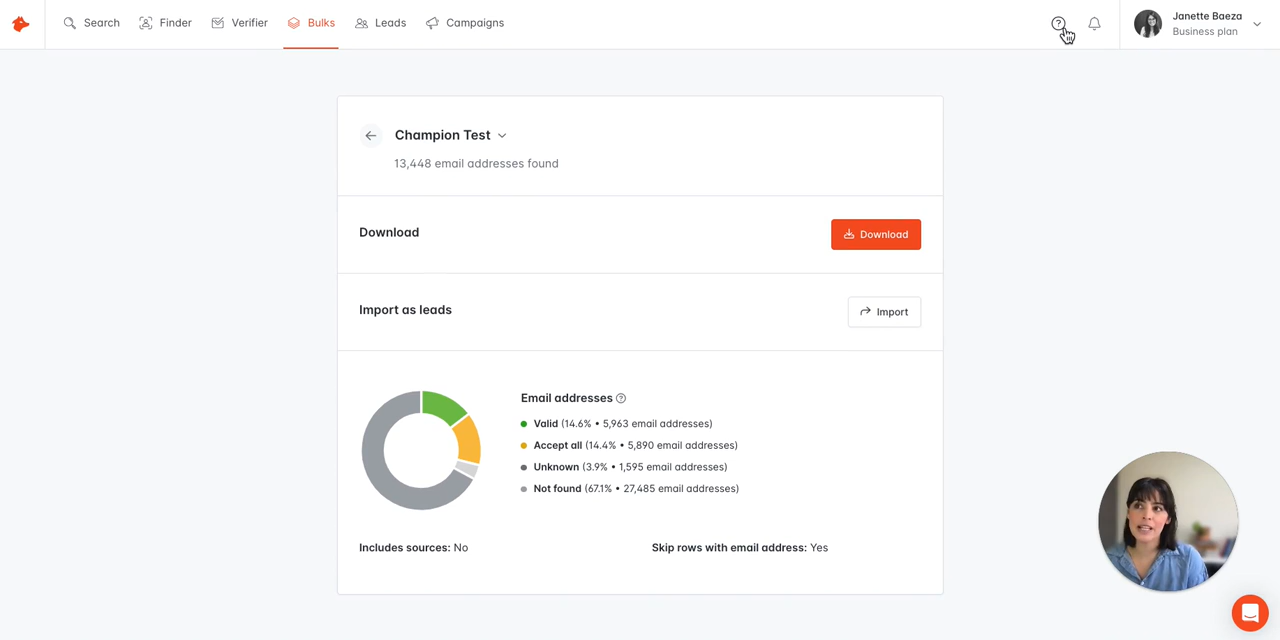 Search
Finder
Verifier
Bulks
Leads
Campaigns
Janette Baeza
Business plan
Champion Test
13,448 email addresses found
Download
Download
Import as leads
Import
Email addresses
Valid (14.6% • 5,963 email addresses)
Accept all (14.4% • 5,890 email addresses)
Unknown (3.9% • 1,595 email addresses)
Not found (67.1% • 27,485 email addresses)
Includes sources: No
Skip rows with email address: Yes